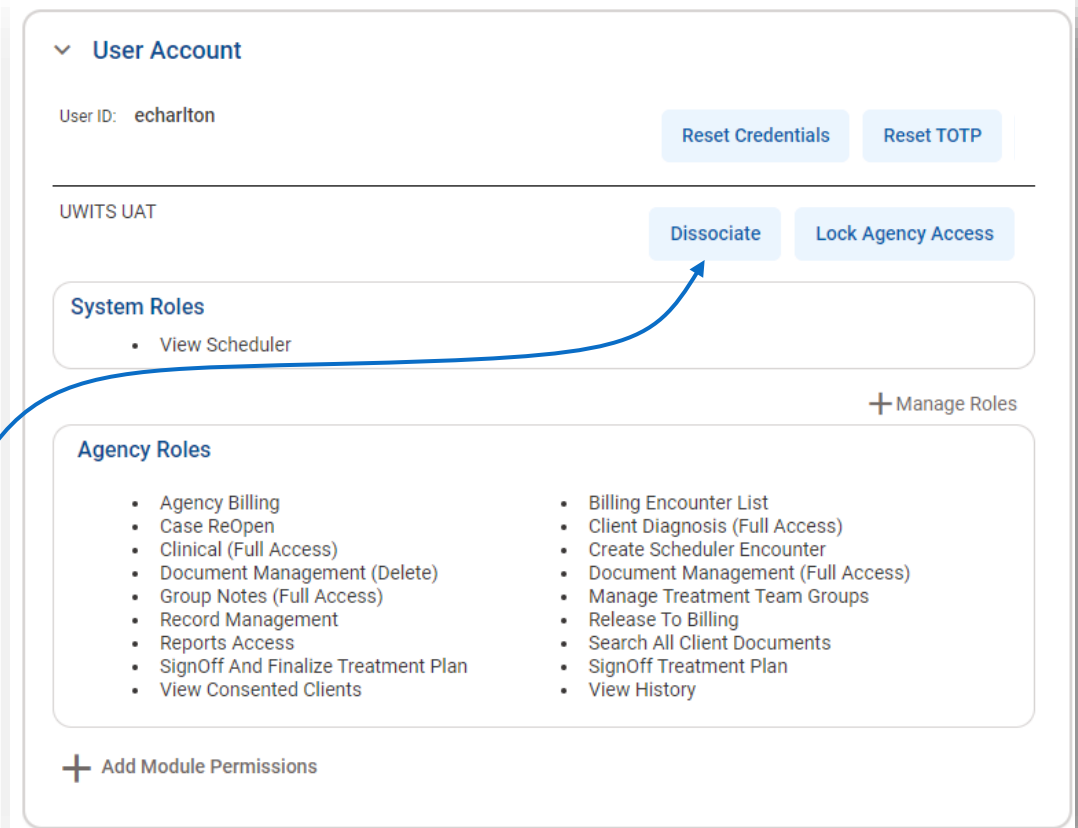 User Account
User ID: echarlton
Reset Credentials
Reset TOTP
UWITS UAT
Dissociate
Lock Agency Access
System Roles
• View Scheduler
Manage Roles
Agency Roles
• Agency Billing
• Case ReOpen
• Clinical (Full Access)
• Document Management (Delete)
• Group Notes (Full Access)
• Record Management
• Reports Access
• SignOff And Finalize Treatment Plan
• View Consented Clients
• Billing Encounter List
• Client Diagnosis (Full Access)
• Create Scheduler Encounter
• Document Management (Full Access)
• Manage Treatment Team Groups
• Release To Billing
• Search All Client Documents
• SignOff Treatment Plan
• View History
Add Module Permissions